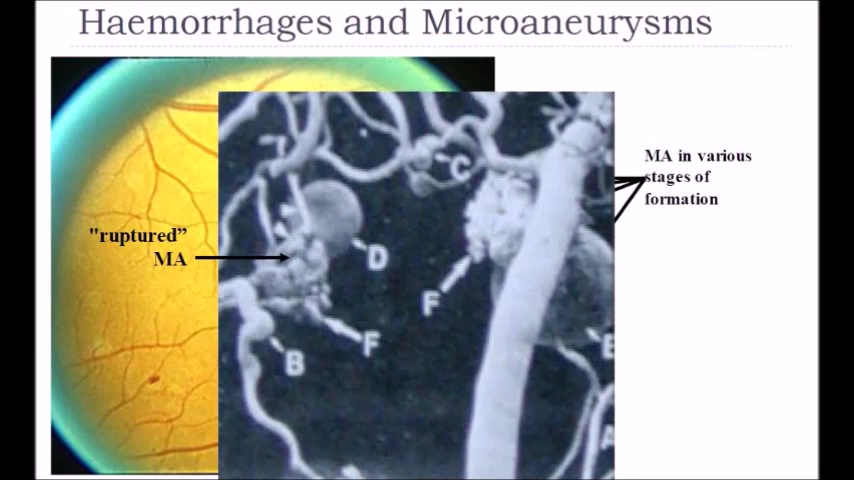 Haemorrhages and Microaneurysms
MA in various
stages of
formation
"ruptured”
MA
C
D
F
F
B
E
A